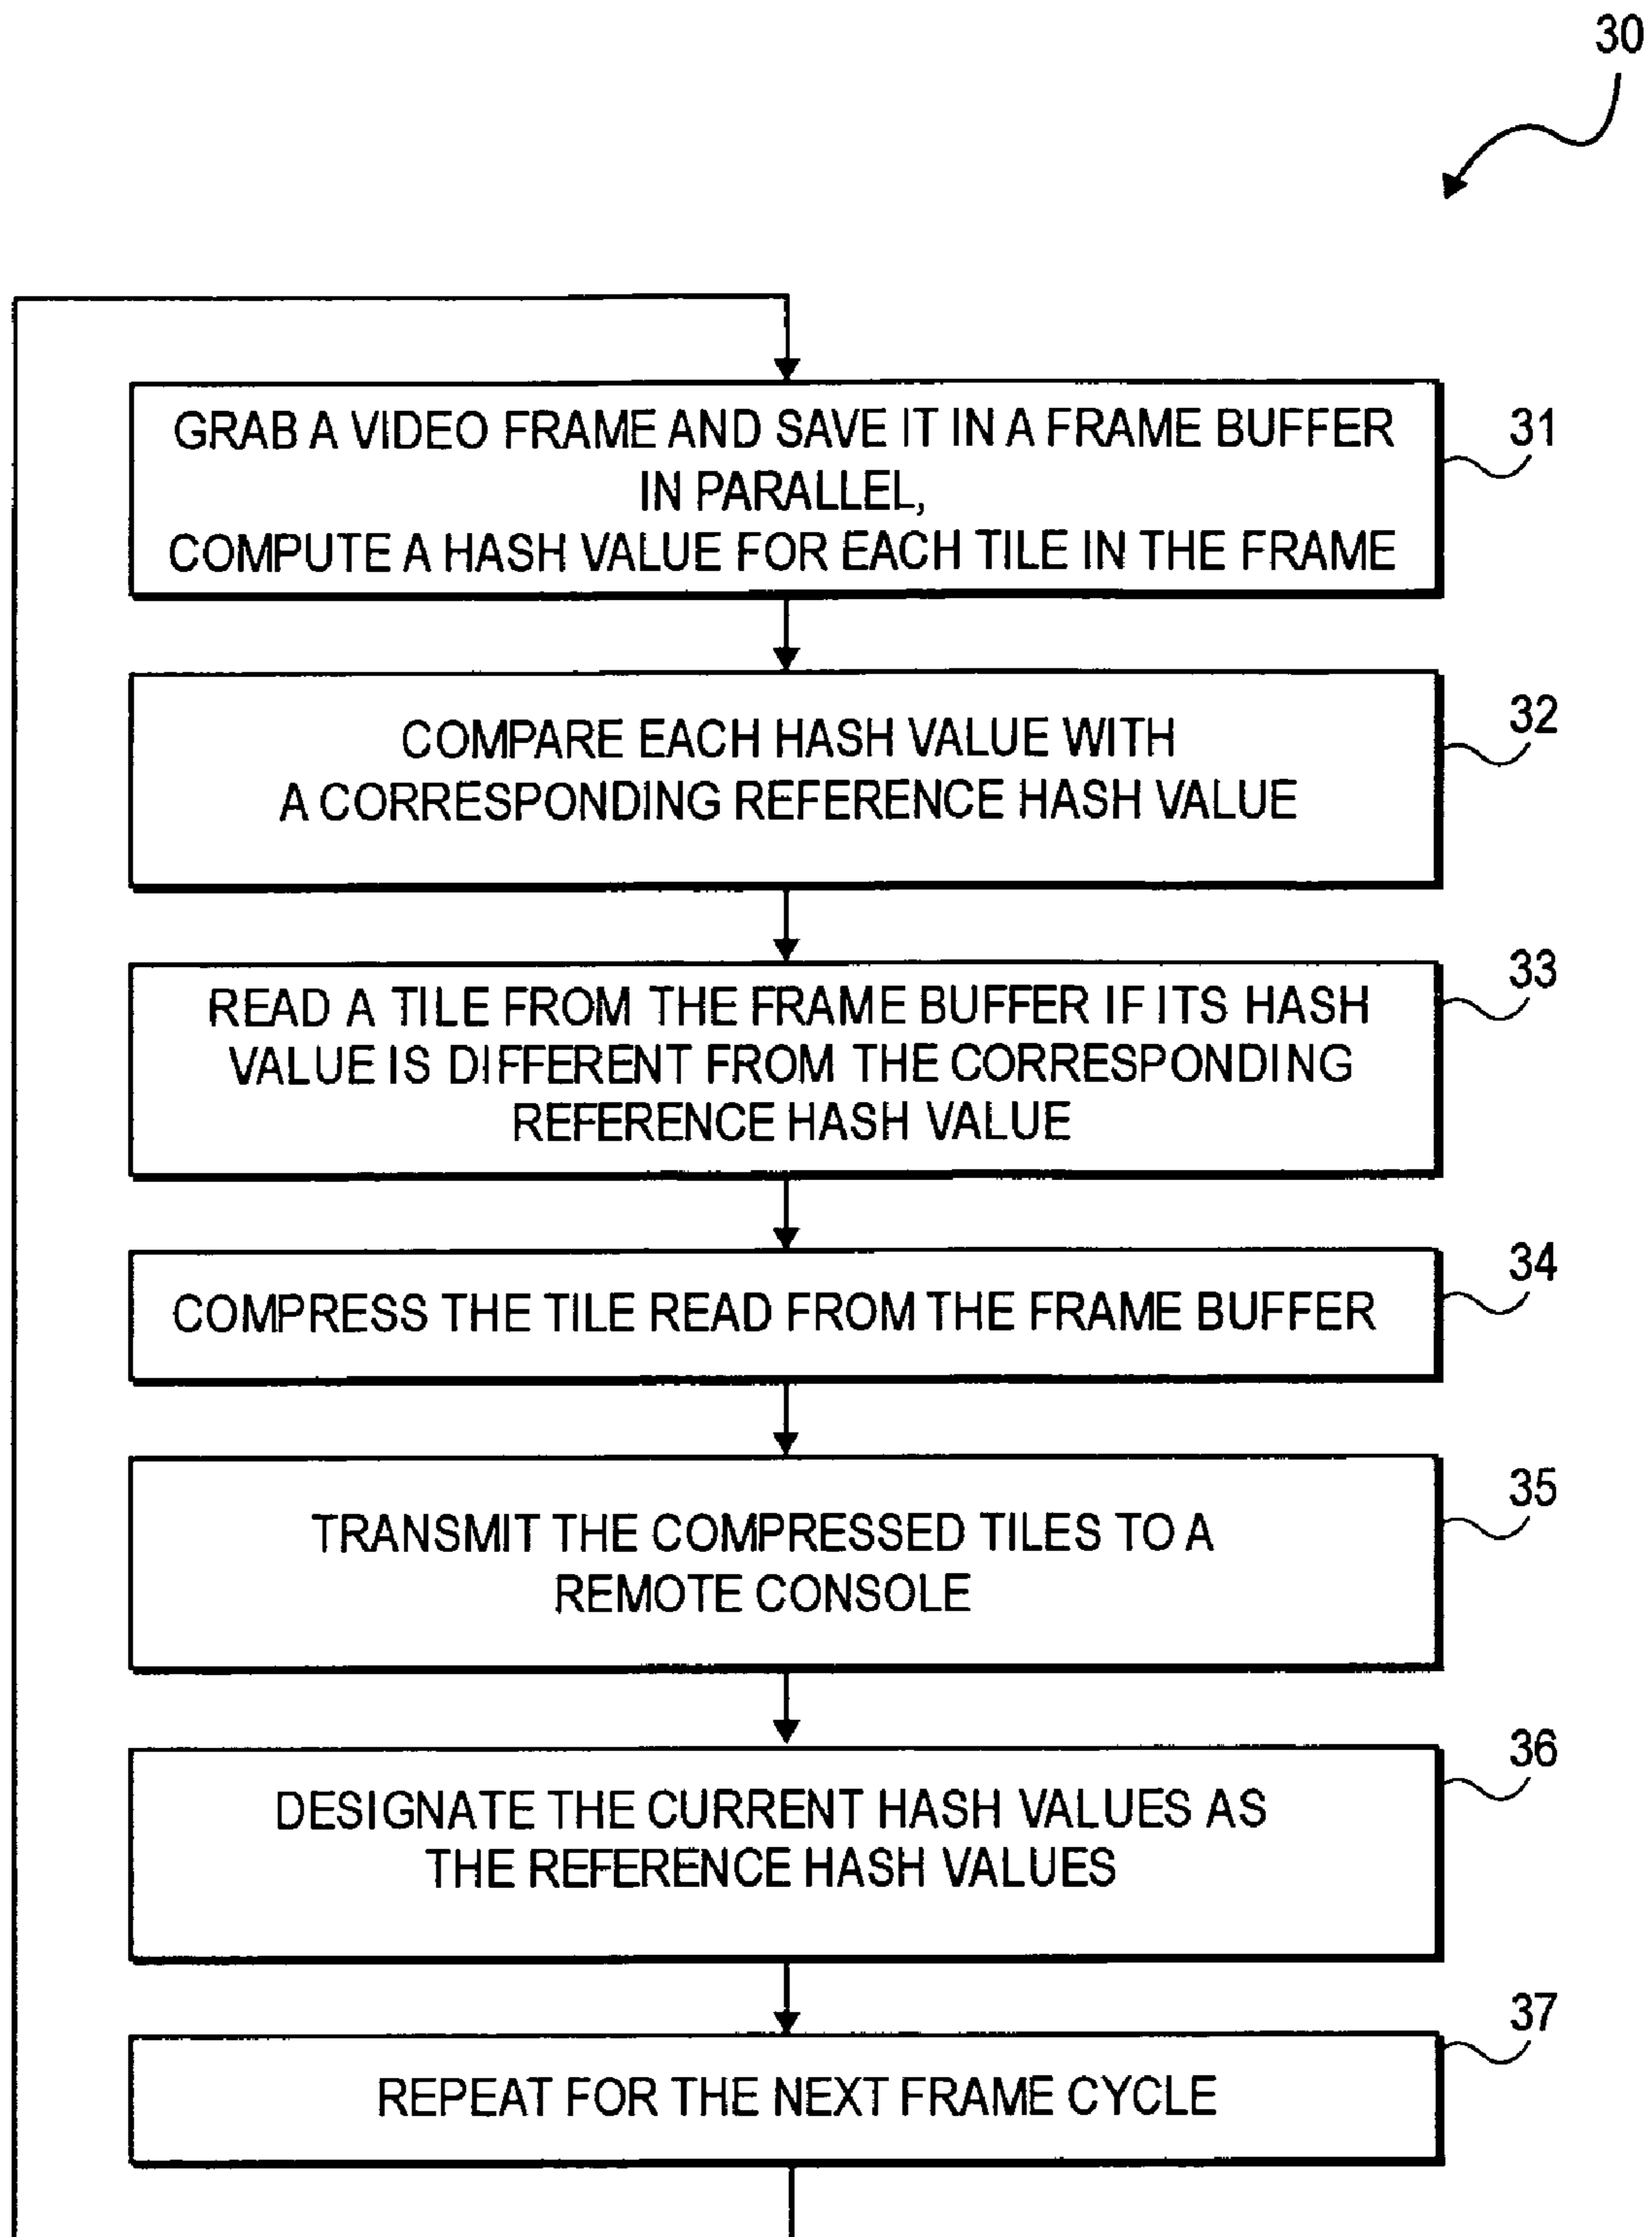 30
GRAB A VIDEO FRAME AND SAVE IT IN A FRAME BUFFER
IN PARALLEL,
COMPUTE A HASH VALUE FOR EACH TILE IN THE FRAME
31
COMPARE EACH HASH VALUE WITH
A CORRESPONDING REFERENCE HASH VALUE
32
READ A TILE FROM THE FRAME BUFFER IF ITS HASH
VALUE IS DIFFERENT FROM THE CORRESPONDING
REFERENCE HASH VALUE
33
COMPRESS THE TILE READ FROM THE FRAME BUFFER
34
TRANSMIT THE COMPRESSED TILES TO A
REMOTE CONSOLE
35
DESIGNATE THE CURRENT HASH VALUES AS
THE REFERENCE HASH VALUES
36
REPEAT FOR THE NEXT FRAME CYCLE
37